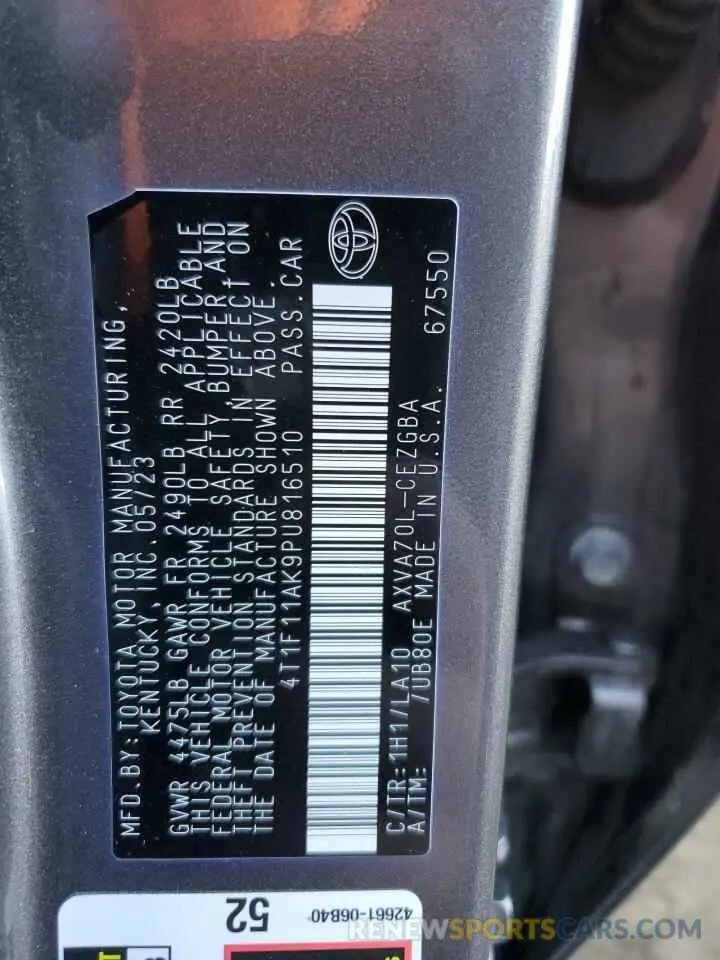 MFD.BY:TOYOTA MOTOR MANUFACTURING,
KENTUCKY, INC.05/23
GVWR 4475LB GAWR FR 2490LB RR 2420LB
THIS VEHICLE CONFORMS TO ALL APPLICABLE
FEDERAL MOTOR VEHICLE SAFETY BUMPER, AND
THEFT PREVENTION STANDARDS IN EFFECT ON
THE DATE OF MANUFACTURE SHOWN ABOVE.
4T1F11AK9PU816510 PASS.CAR
C/TR:1H1/LA10 AXVA70L-CEZGBA
A/TM: /UB80E MADE IN U.S.A. 67550
52
42661-06B40
RENEWSPORTSCARS.COM